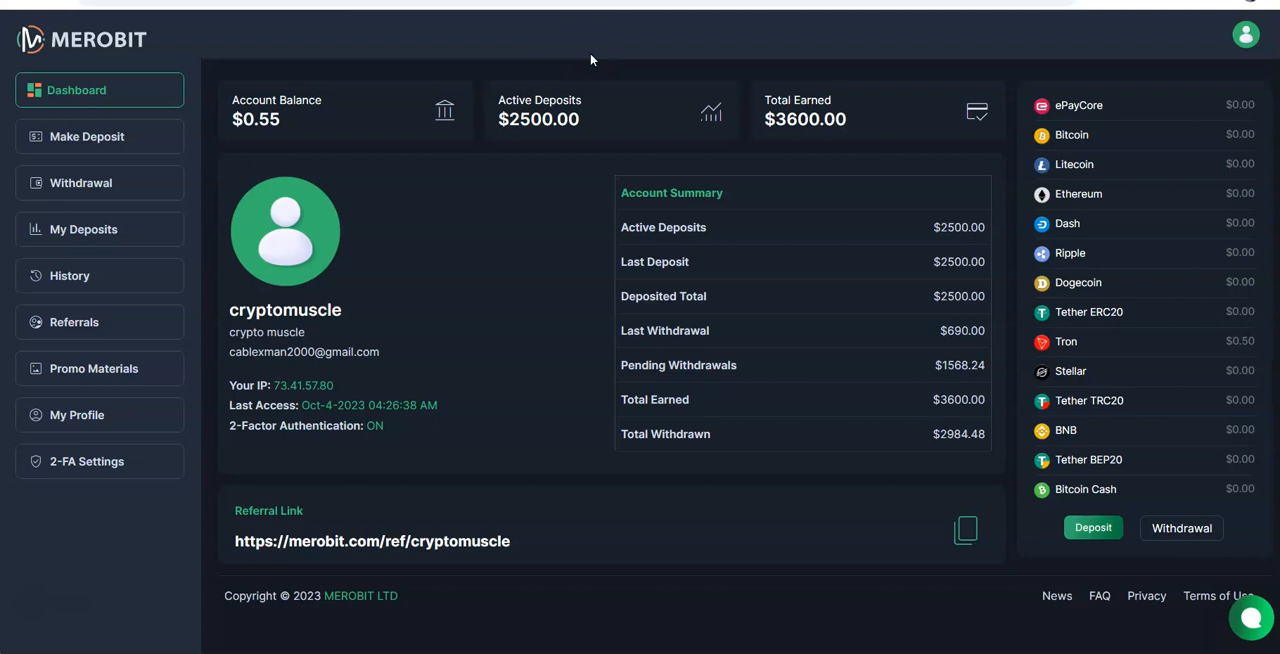 MEROBIT
Dashboard
Make Deposit
Withdrawal
My Deposits
History
Referrals
Promo Materials
My Profile
2-FA Settings
Account Balance
$0.55
Active Deposits
$2500.00
Total Earned
$3600.00
cryptomuscle
crypto muscle
cablexman2000@gmail.com
Your IP: 73.41.57.80
Last Access: Oct-4-2023 04:26:38 AM
2-Factor Authentication: ON
Account Summary
Active Deposits $2500.00
Last Deposit $2500.00
Deposited Total $2500.00
Last Withdrawal $690.00
Pending Withdrawals $1568.24
Total Earned $3600.00
Total Withdrawn $2984.48
Referral Link
https://merobit.com/ref/cryptomuscle
ePayCore $0.00
Bitcoin $0.00
Litecoin $0.00
Ethereum $0.00
Dash $0.00
Ripple $0.00
Dogecoin $0.00
Tether ERC20 $0.00
Tron $0.50
Stellar $0.00
Tether TRC20 $0.00
BNB $0.00
Tether BEP20 $0.00
Bitcoin Cash $0.00
Deposit Withdrawal
Copyright © 2023 MEROBIT LTD
News FAQ Privacy Terms of Use